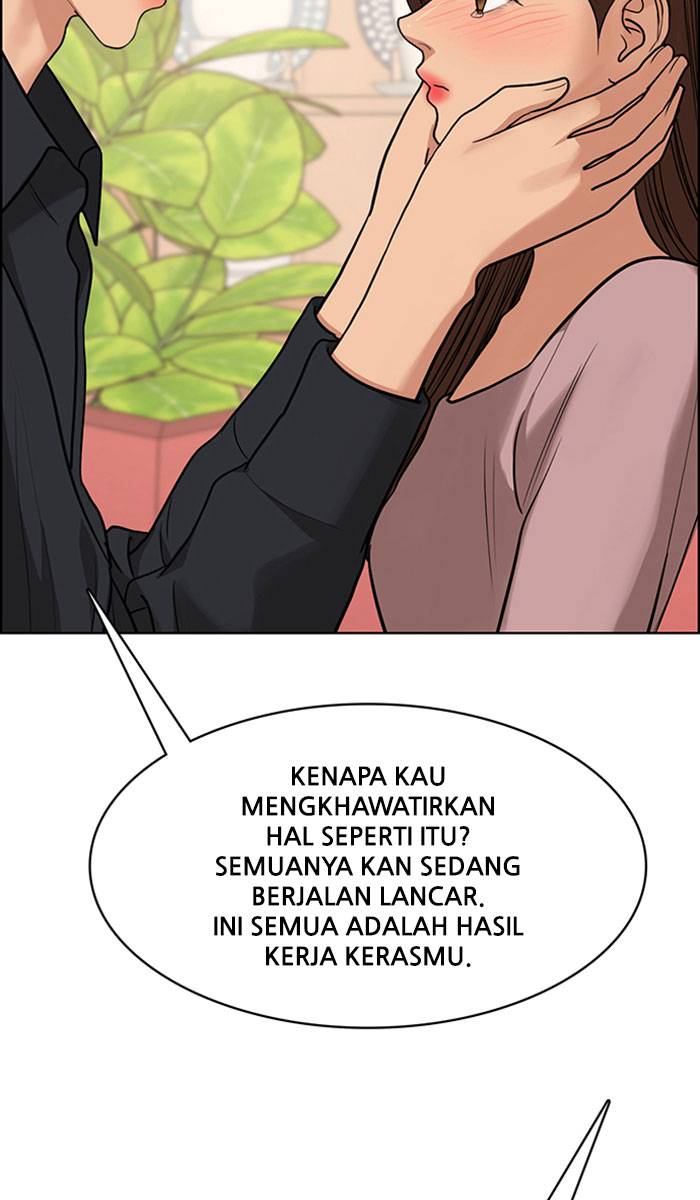 KENAPA KAU
MENGKHAWATIRKAN
HAL SEPERTI ITU?
SEMUANYA KAN SEDANG
BERJALAN LANCAR.
INI SEMUA ADALAH HASIL
KERJA KERASMU.